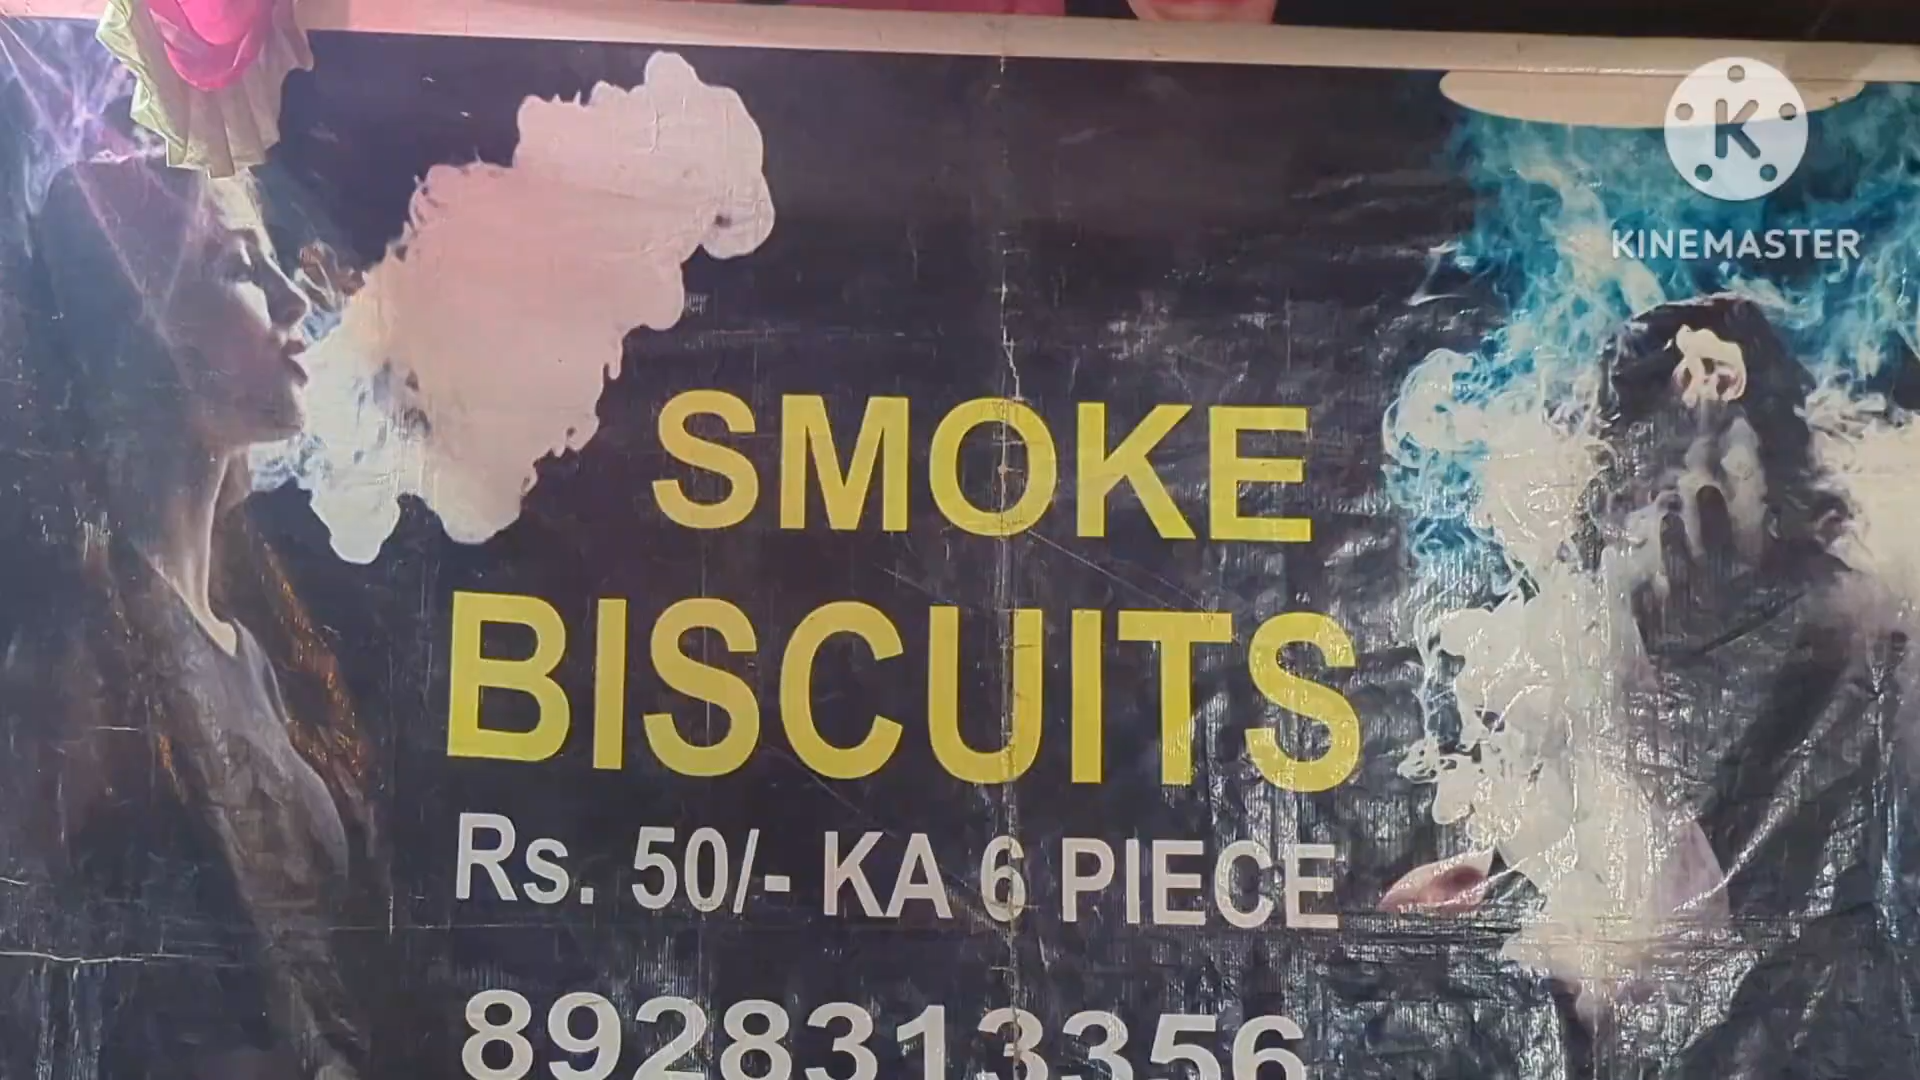 K
KINEMASTER
SMOKE
BISCUITS
Rs. 50/- KA 6 PIECE
8928313356